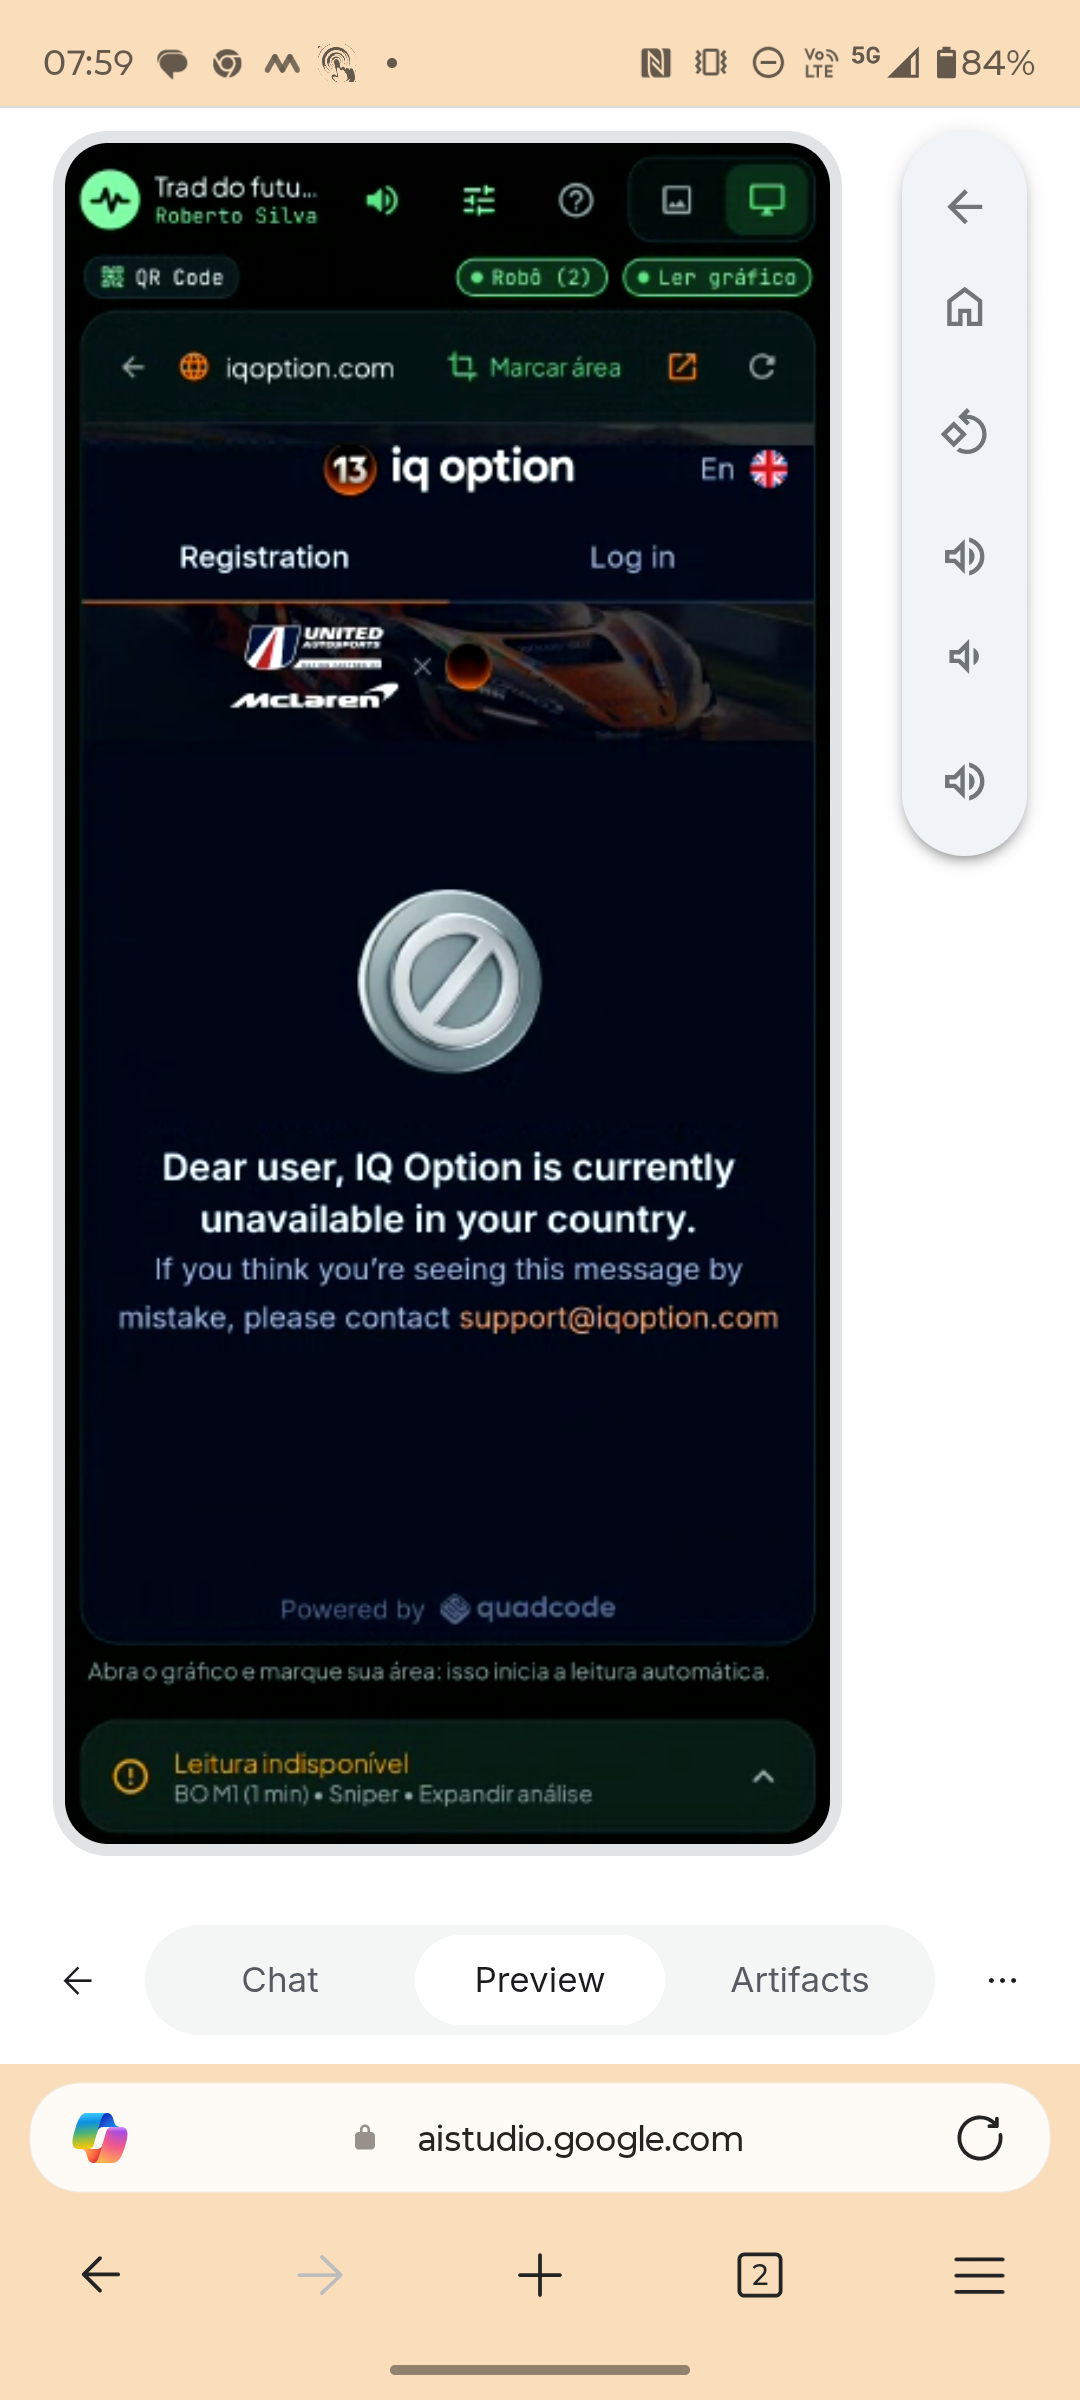 07:59
Vo LTE
5G
84%
Trad do futu...
Roberto Silva
QR Code
Robô (2)
Ler gráfico
iqoption.com
Marcar área
13 iq option
En
Registration
Log in
UNITED
AUTOSPORTS
McLaren
Dear user, IQ Option is currently
unavailable in your country.
If you think you're seeing this message by
mistake, please contact support@iqoption.com
Powered by quadcode
Abra o gráfico e marque sua área: isso inicia a leitura automática.
Leitura indisponível
BO M1 (1 min) • Sniper • Expandir análise
Chat
Preview
Artifacts
aistudio.google.com
2